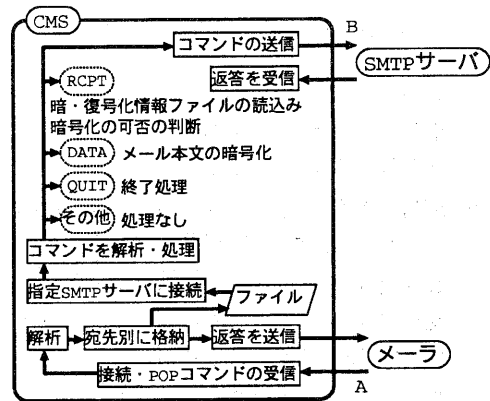 CMS
コマンドの送信
B
SMTPサーバ
RCPT
返答を受信
暗・復号化情報ファイルの読込み
暗号化の可否の判断
DATA メール本文の暗号化
QUIT 終了処理
その他 処理なし
コマンドを解析・処理
指定SMTPサーバに接続
ファイル
解析
宛先別に格納
返答を送信
メーラ
接続・POPコマンドの受信
A